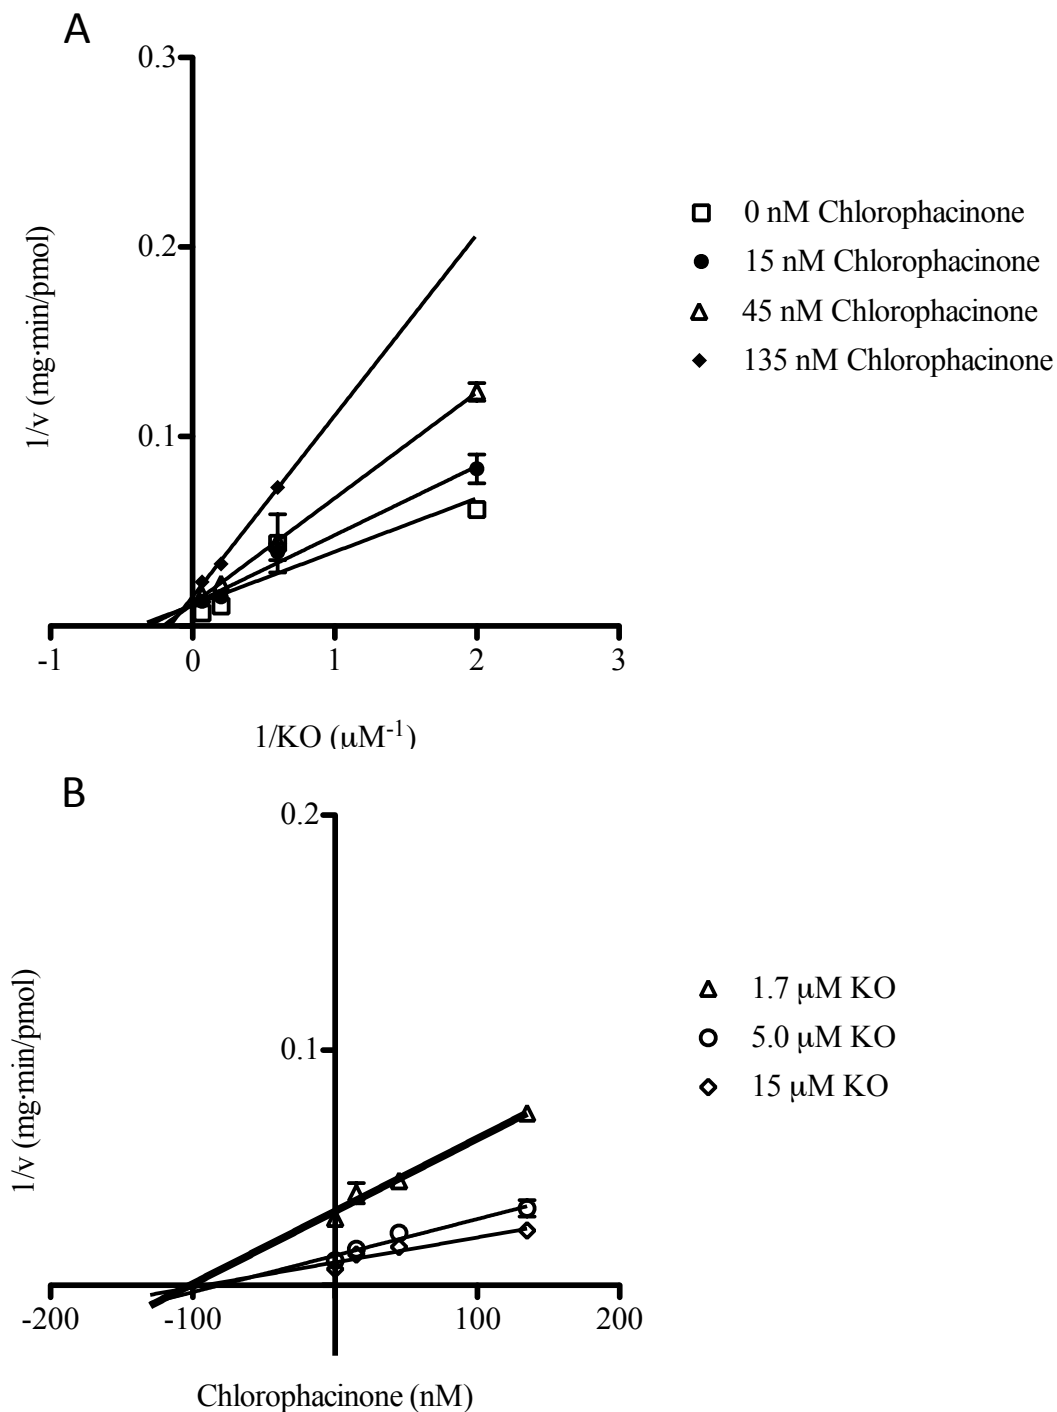 A
0.3
0.2
0.1
1/v (mg·min/pmol)
-1
0
1
2
3
1/KO (μM-1)
0 nM Chlorophacinone
15 nM Chlorophacinone
45 nM Chlorophacinone
135 nM Chlorophacinone
B
0.2
0.1
1/v (mg·min/pmol)
-200
-100
100
200
Chlorophacinone (nM)
1.7 μM KO
5.0 μM KO
15 μM KO